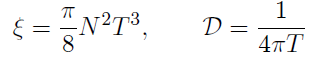 ξ = π/8 N²T³, 𝒟 = 1/4πT